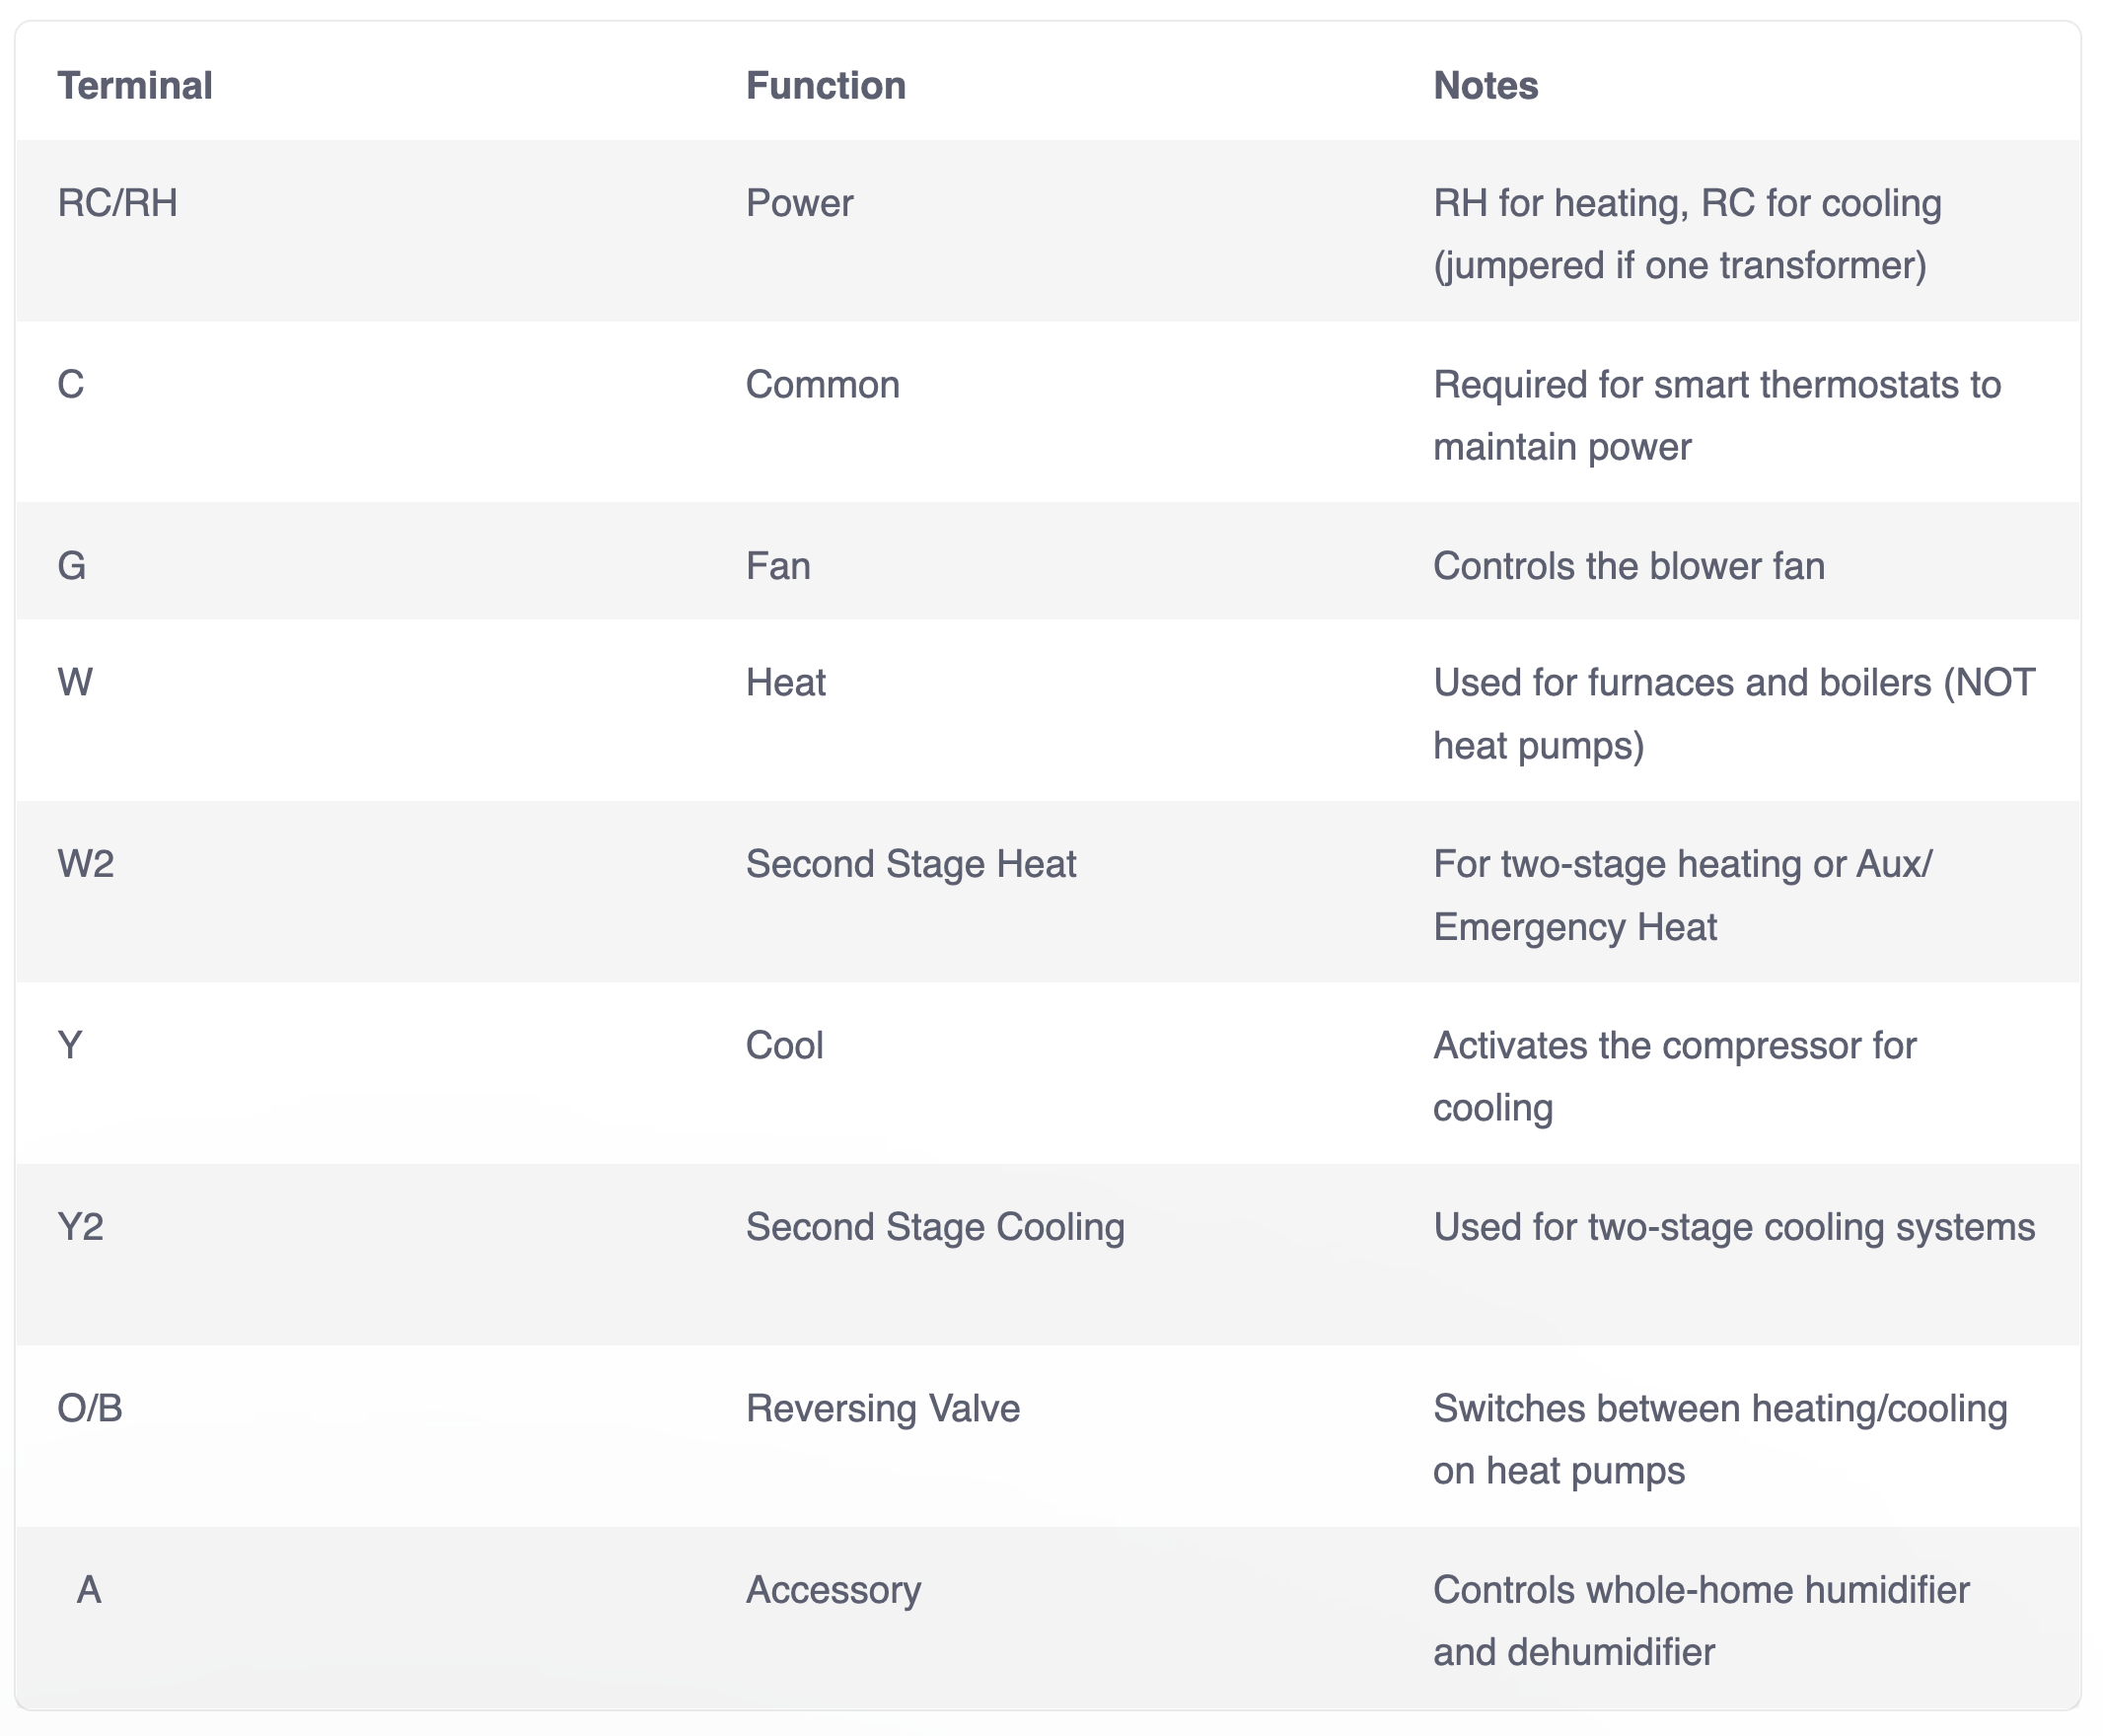 Terminal Function Notes
RC/RH Power RH for heating, RC for cooling
(jumpered if one transformer)
C Common Required for smart thermostats to
maintain power
G Fan Controls the blower fan
W Heat Used for furnaces and boilers (NOT
heat pumps)
W2 Second Stage Heat For two-stage heating or Aux/
Emergency Heat
Y Cool Activates the compressor for
cooling
Y2 Second Stage Cooling Used for two-stage cooling systems
O/B Reversing Valve Switches between heating/cooling
on heat pumps
A Accessory Controls whole-home humidifier
and dehumidifier